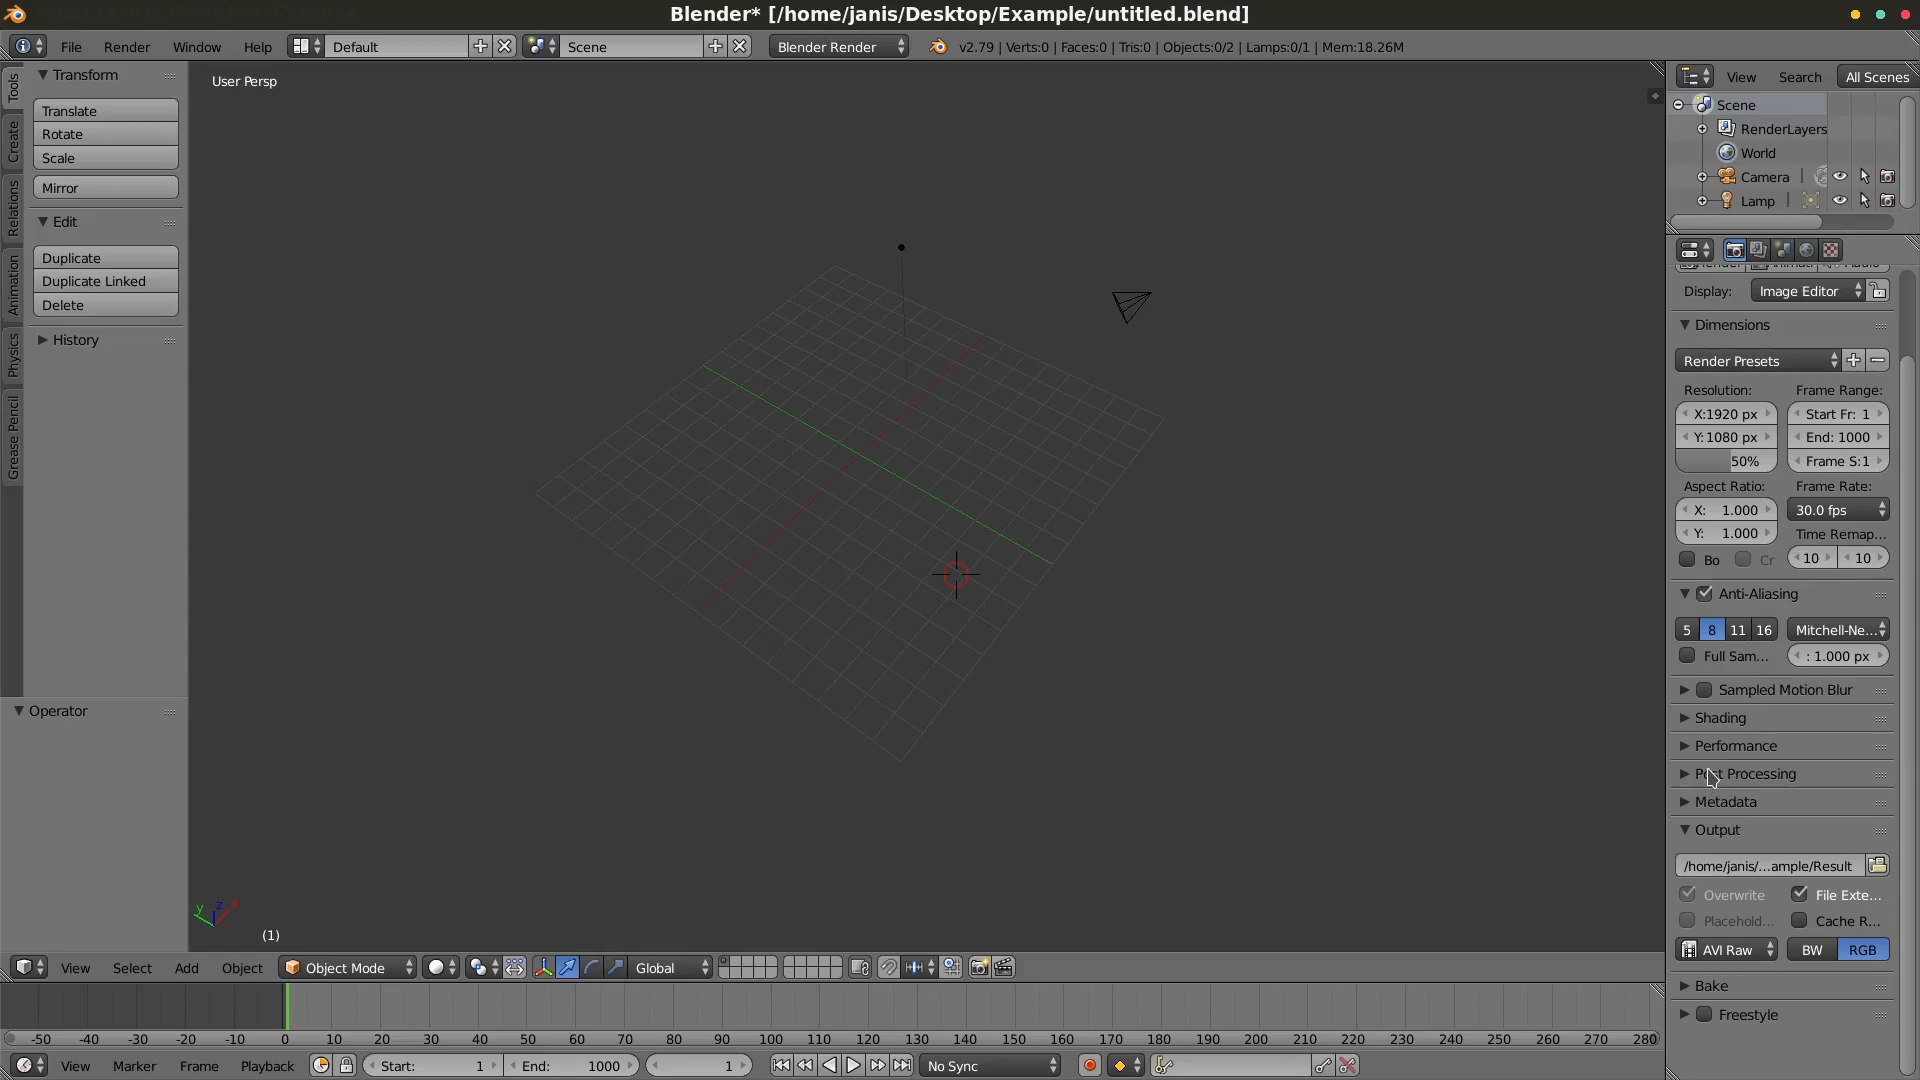 Blender* [/home/janis/Desktop/Example/untitled.blend]
File Render Window Help Default Scene Blender Render v2.79 | Verts:0 | Faces:0 | Tris:0 | Objects:0/2 | Lamps:0/1 | Mem:18.26M
Tools
Create
Relations
Animation
Physics
Grease Pencil
Transform
Translate
Rotate
Scale
Mirror
Edit
Duplicate
Duplicate Linked
Delete
History
Operator
User Persp
y z x
(1)
View Search All Scenes
Scene
RenderLayers
World
Camera
Lamp
Display: Image Editor
Dimensions
Render Presets
Resolution: Frame Range:
X:1920 px Start Fr: 1
Y:1080 px End: 1000
50% Frame S:1
Aspect Ratio: Frame Rate:
X: 1.000 30.0 fps
Y: 1.000 Time Remap...
Bo Cr 10 10
Anti-Aliasing
5 8 11 16 Mitchell-Ne...
Full Sam... : 1.000 px
Sampled Motion Blur
Shading
Performance
Post Processing
Metadata
Output
/home/janis/...ample/Result
Overwrite File Exte...
Placehold... Cache R...
AVI Raw BW RGB
Bake
Freestyle
View Select Add Object Object Mode Global
-50 -40 -30 -20 -10 0 10 20 30 40 50 60 70 80 90 100 110 120 130 140 150 160 170 180 190 200 210 220 230 240 250 260 270 280
View Marker Frame Playback Start: 1 End: 1000 1 No Sync